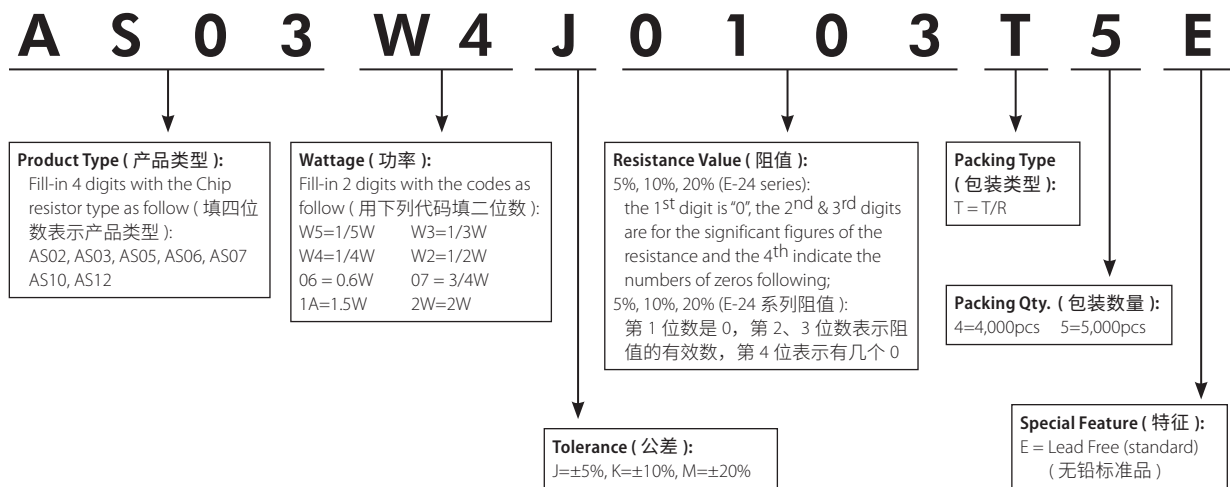 A S 0 3 W 4 J 0 1 0 3 T 5 E
Product Type ( 产品类型 ):
Fill-in 4 digits with the Chip
resistor type as follow ( 填四位
数表示产品类型 ):
AS02, AS03, AS05, AS06, AS07
AS10, AS12
Wattage ( 功率 ):
Fill-in 2 digits with the codes as
follow ( 用下列代码填二位数 ):
W5=1/5W W3=1/3W
W4=1/4W W2=1/2W
06 = 0.6W 07 = 3/4W
1A=1.5W 2W=2W
Resistance Value ( 阻值 ):
5%, 10%, 20% (E-24 series):
the 1st digit is “0”, the 2nd & 3rd digits
are for the significant figures of the
resistance and the 4th indicate the
numbers of zeros following;
5%, 10%, 20% (E-24 系列阻值 ):
第 1 位数是 0，第 2、3 位数表示阻
值的有效数，第 4 位表示有几个 0
Packing Type
( 包装类型 ):
T = T/R
Packing Qty. ( 包装数量 ):
4=4,000pcs 5=5,000pcs
Tolerance ( 公差 ):
J=±5%, K=±10%, M=±20%
Special Feature ( 特征 ):
E = Lead Free (standard)
( 无铅标准品 )